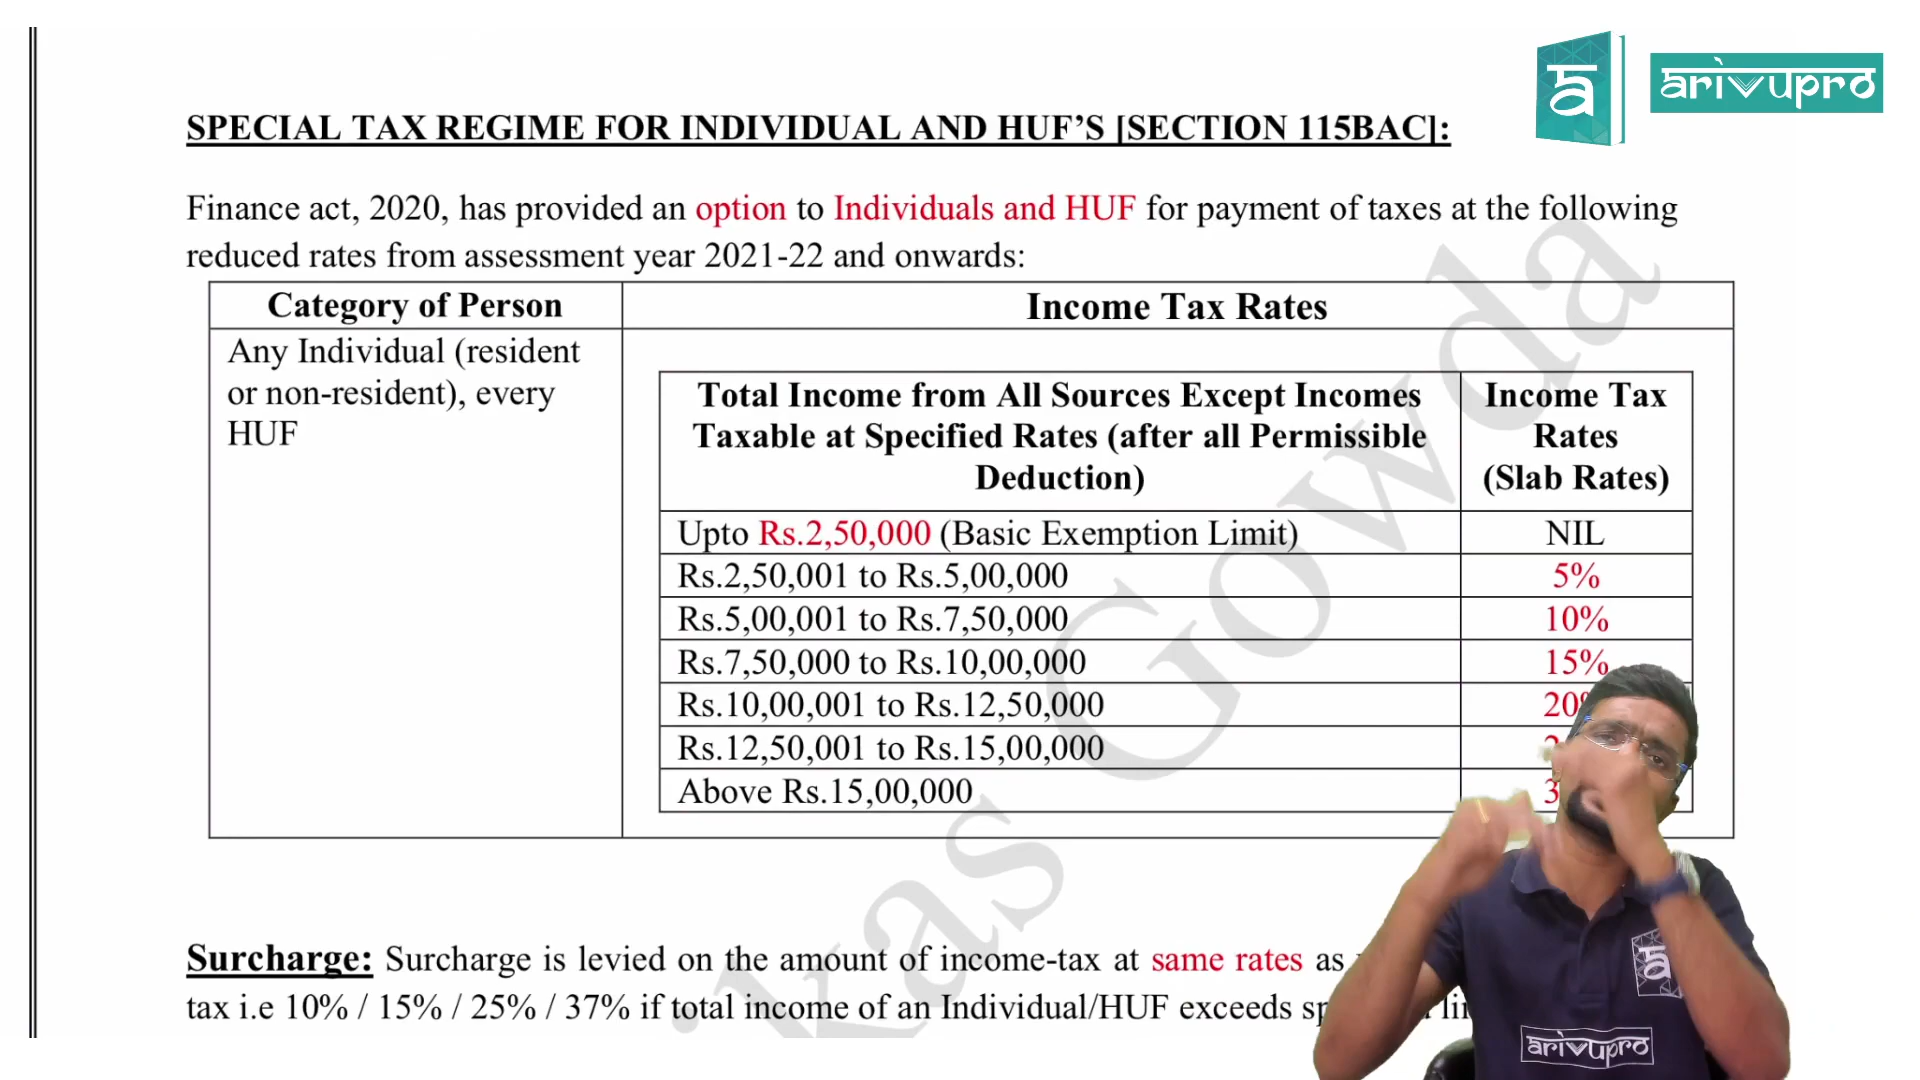 arivupro
SPECIAL TAX REGIME FOR INDIVIDUAL AND HUF’S [SECTION 115BAC]:
Finance act, 2020, has provided an option to Individuals and HUF for payment of taxes at the following
reduced rates from assessment year 2021-22 and onwards:
Category of Person
Income Tax Rates
Any Individual (resident
or non-resident), every
HUF
Total Income from All Sources Except Incomes
Taxable at Specified Rates (after all Permissible
Deduction)
Income Tax
Rates
(Slab Rates)
Upto Rs.2,50,000 (Basic Exemption Limit) NIL
Rs.2,50,001 to Rs.5,00,000 5%
Rs.5,00,001 to Rs.7,50,000 10%
Rs.7,50,000 to Rs.10,00,000 15%
Rs.10,00,001 to Rs.12,50,000 20
Rs.12,50,001 to Rs.15,00,000
Above Rs.15,00,000 3
Surcharge: Surcharge is levied on the amount of income-tax at same rates as
tax i.e 10% / 15% / 25% / 37% if total income of an Individual/HUF exceeds
kas Gowda
arivupro